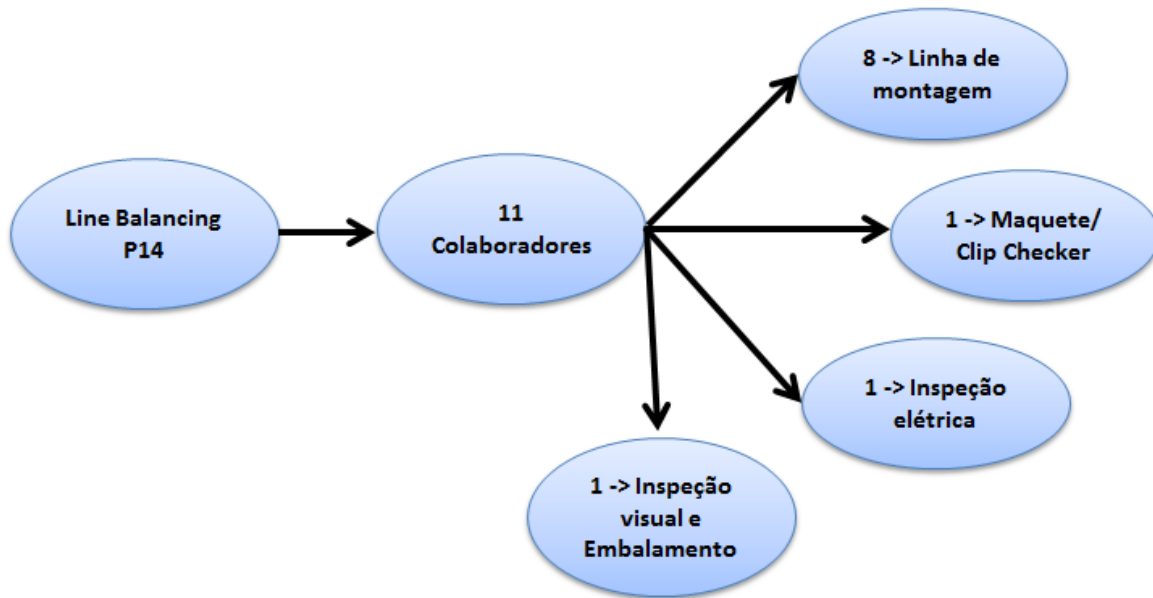 Line Balancing
P14
11
Colaboradores
8 -> Linha de
montagem
1 -> Maquete/
Clip Checker
1 -> Inspeção
elétrica
1 -> Inspeção
visual e
Embalamento